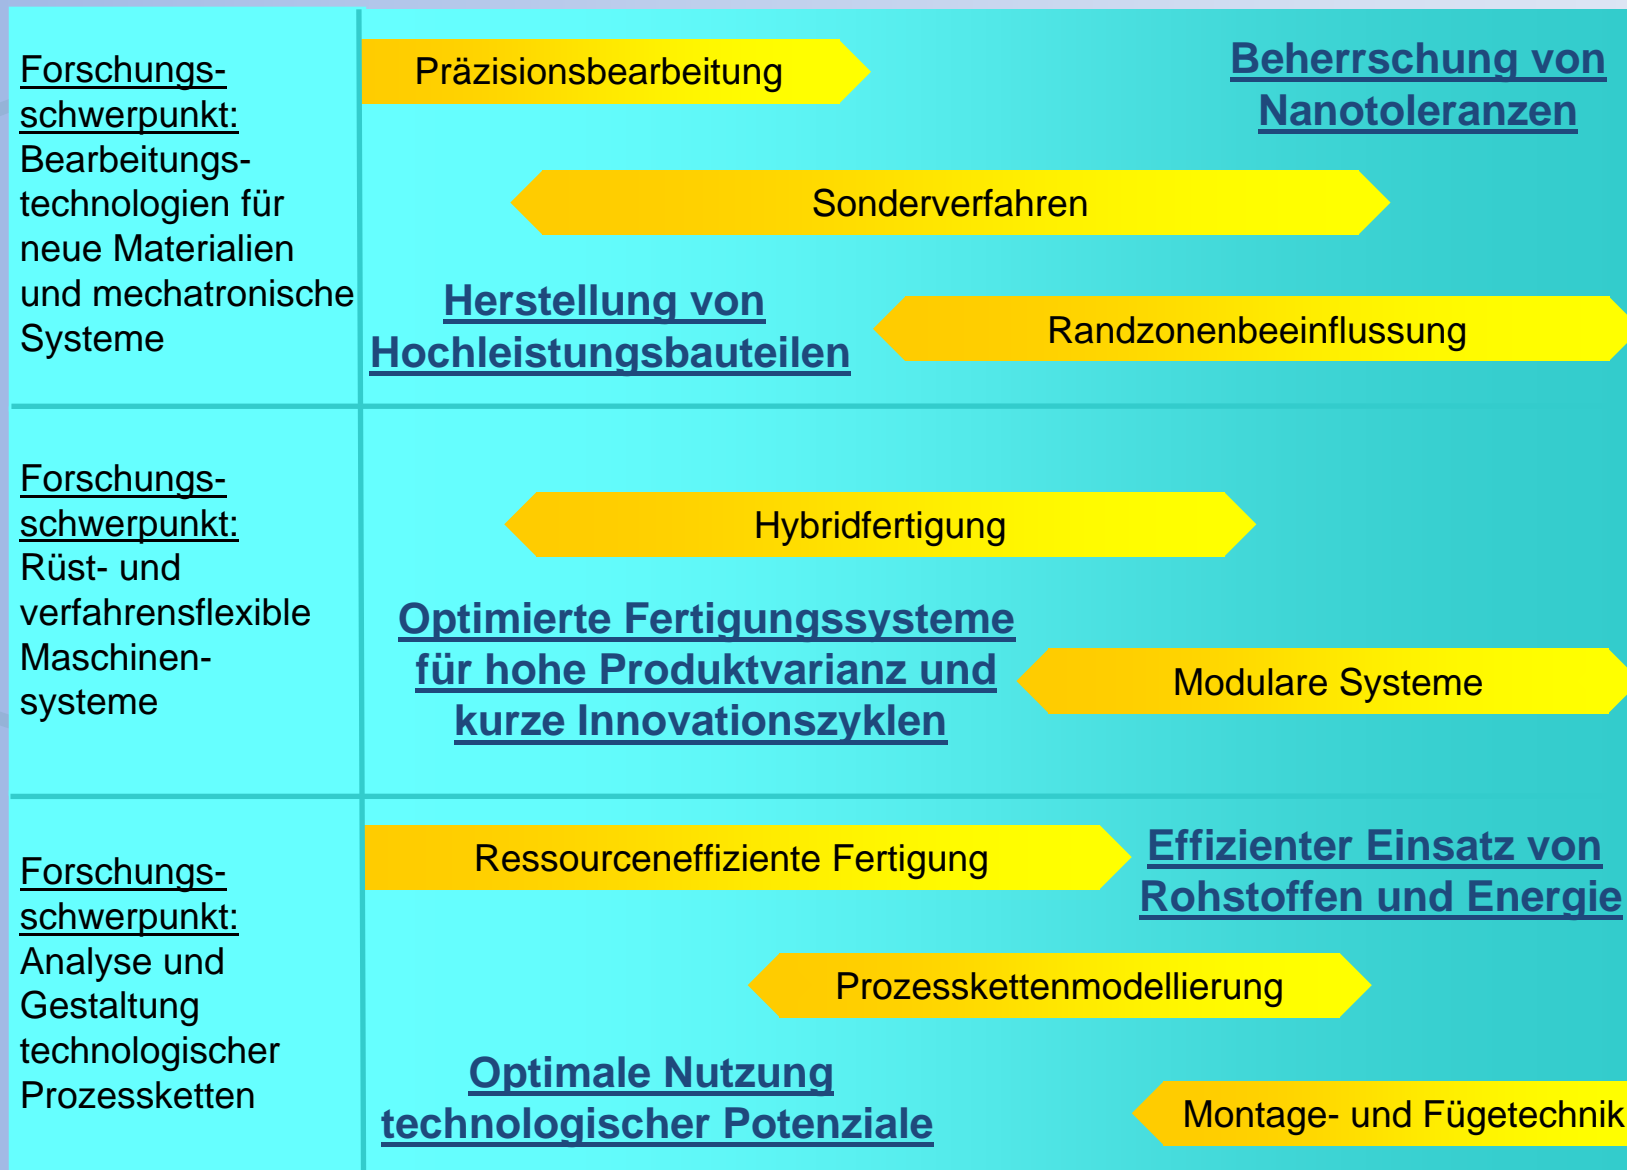 Forschungs-
schwerpunkt:
Bearbeitungs-
technologien für
neue Materialien
und mechatronische
Systeme
Präzisionsbearbeitung
Beherrschung von
Nanotoleranzen
Sonderverfahren
Herstellung von
Hochleistungsbauteilen
Randzonenbeeinflussung
Forschungs-
schwerpunkt:
Rüst- und
verfahrensflexible
Maschinen-
systeme
Hybridfertigung
Optimierte Fertigungssysteme
für hohe Produktvarianz und
kurze Innovationszyklen
Modulare Systeme
Forschungs-
schwerpunkt:
Analyse und
Gestaltung
technologischer
Prozessketten
Ressourceneffiziente Fertigung
Effizienter Einsatz von
Rohstoffen und Energie
Prozesskettenmodellierung
Optimale Nutzung
technologischer Potenziale
Montage- und Fügetechnik